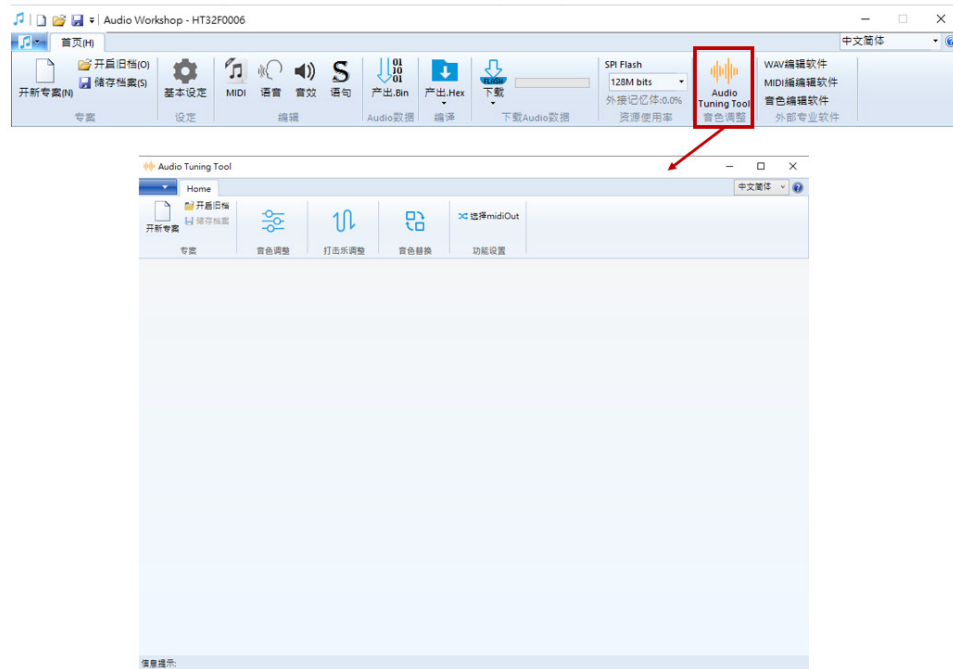 Audio Workshop - HT32F0006
首页(H)
中文简体
开新专案(N)
开启旧档(O)
储存档案(S)
专案
基本设定
设定
MIDI
语音
音效
语句
编辑
产出.Bin
Audio数据
产出.Hex
编译
FLASH
下载
下载Audio数据
SPI Flash
128M bits
外接记忆体:0.0%
资源使用率
Audio
Tuning Tool
音色调整
WAV编辑软件
MIDI编编辑软件
音色编辑软件
外部专业软件
Audio Tuning Tool
Home
中文简体
开新专案
开启旧档
储存档案
专案
音色调整
打击乐调整
音色替换
选择midiOut
功能设置
信息提示: